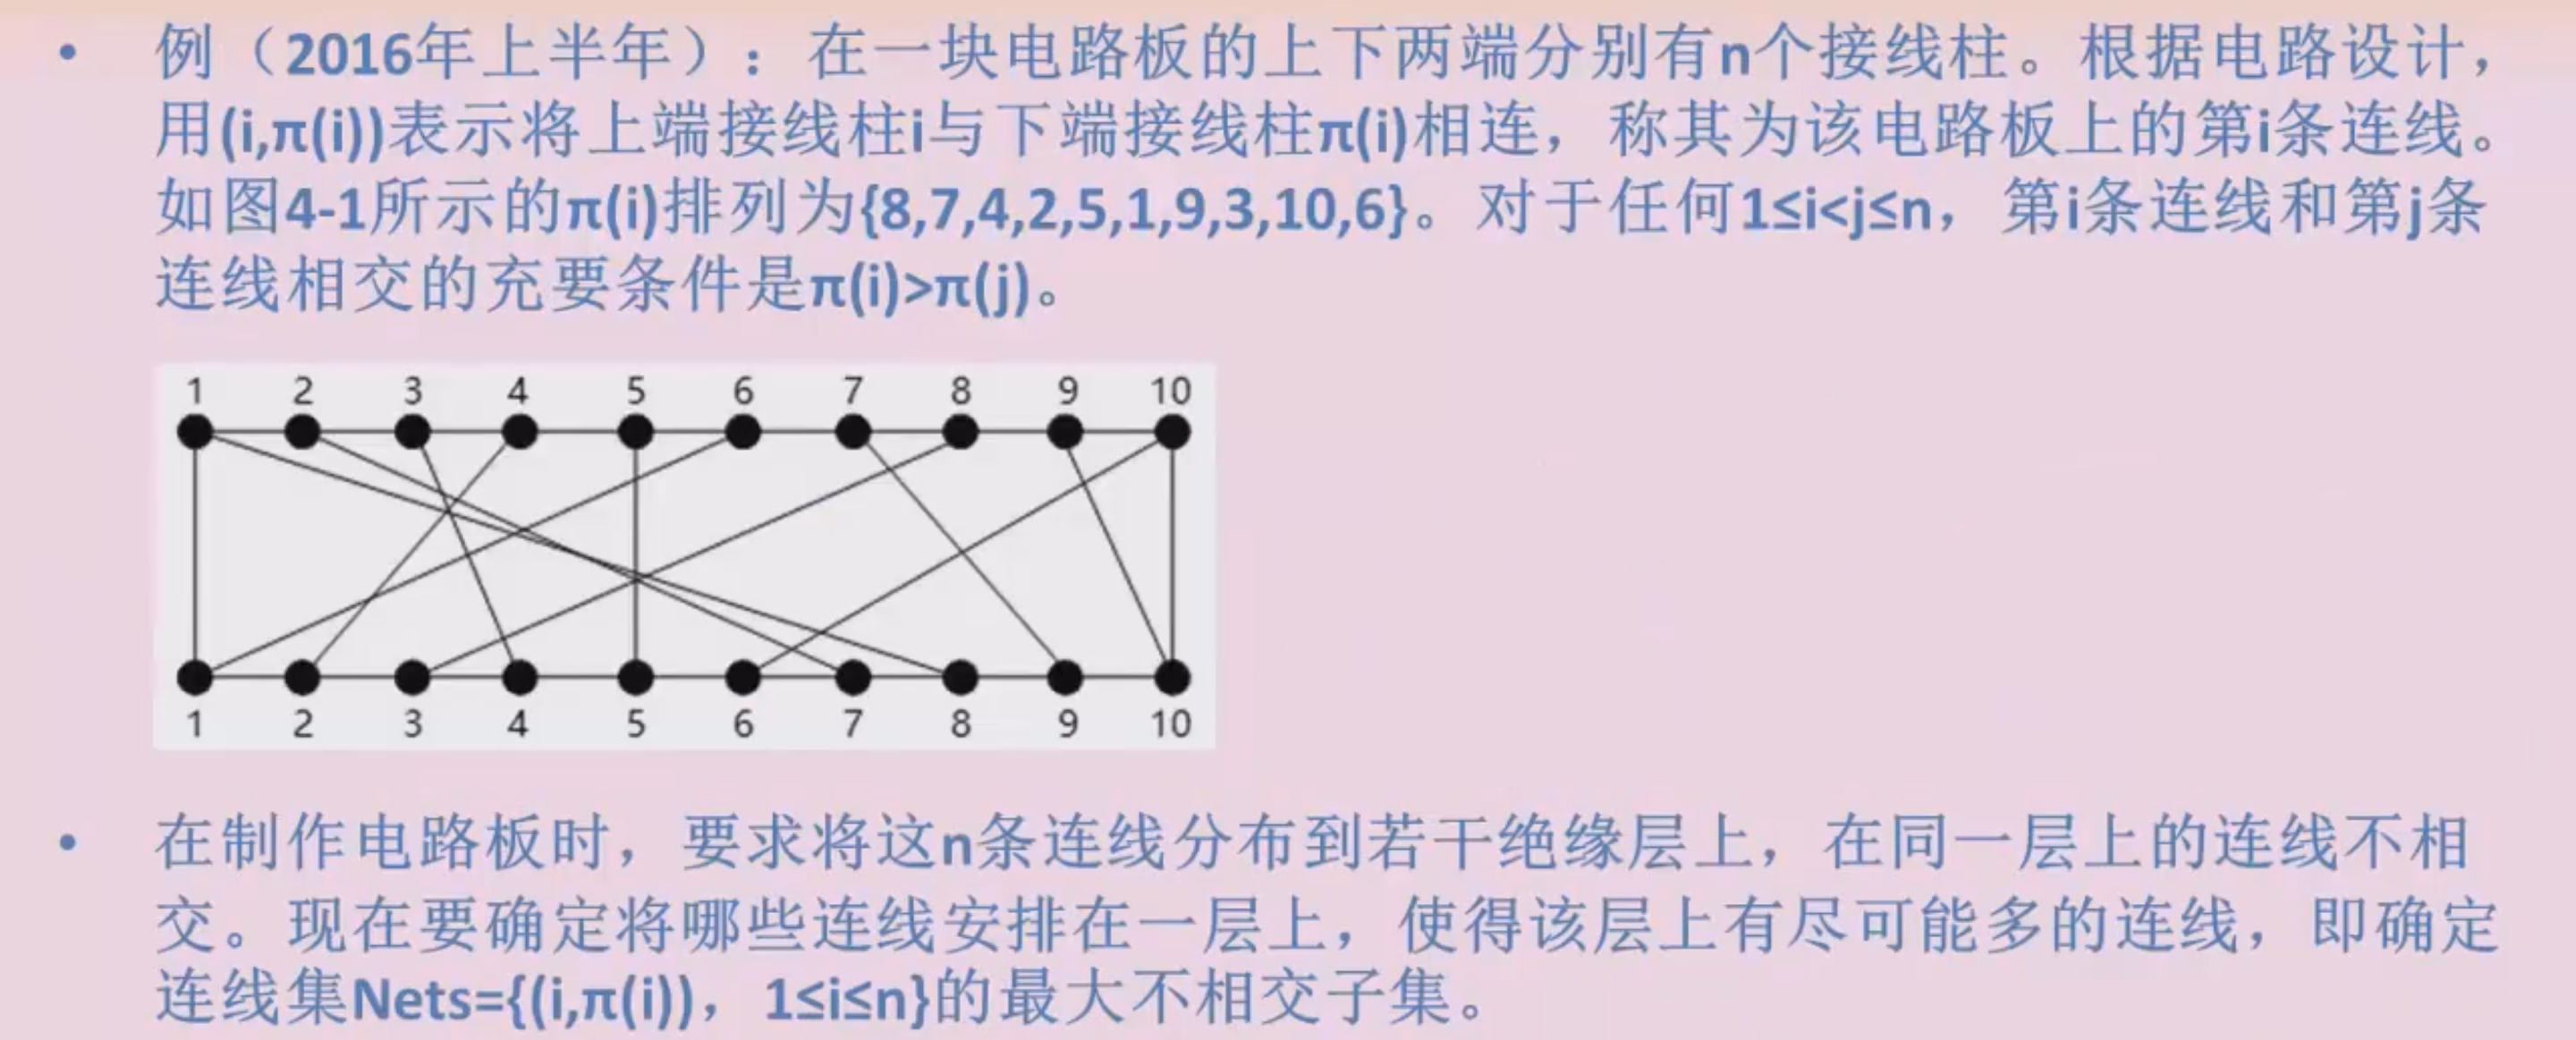 • 例（2016年上半年）：在一块电路板的上下两端分别有n个接线柱。根据电路设计，
用(i,π(i))表示将上端接线柱i与下端接线柱π(i)相连，称其为该电路板上的第i条连线。
如图4-1所示的π(i)排列为{8,7,4,2,5,1,9,3,10,6}。对于任何1≤i<j≤n，第i条连线和第j条
连线相交的充要条件是π(i)>π(j)。
1 2 3 4 5 6 7 8 9 10
1 2 3 4 5 6 7 8 9 10
• 在制作电路板时，要求将这n条连线分布到若干绝缘层上，在同一层上的连线不相
交。现在要确定将哪些连线安排在一层上，使得该层上有尽可能多的连线，即确定
连线集Nets={(i,π(i))，1≤i≤n}的最大不相交子集。